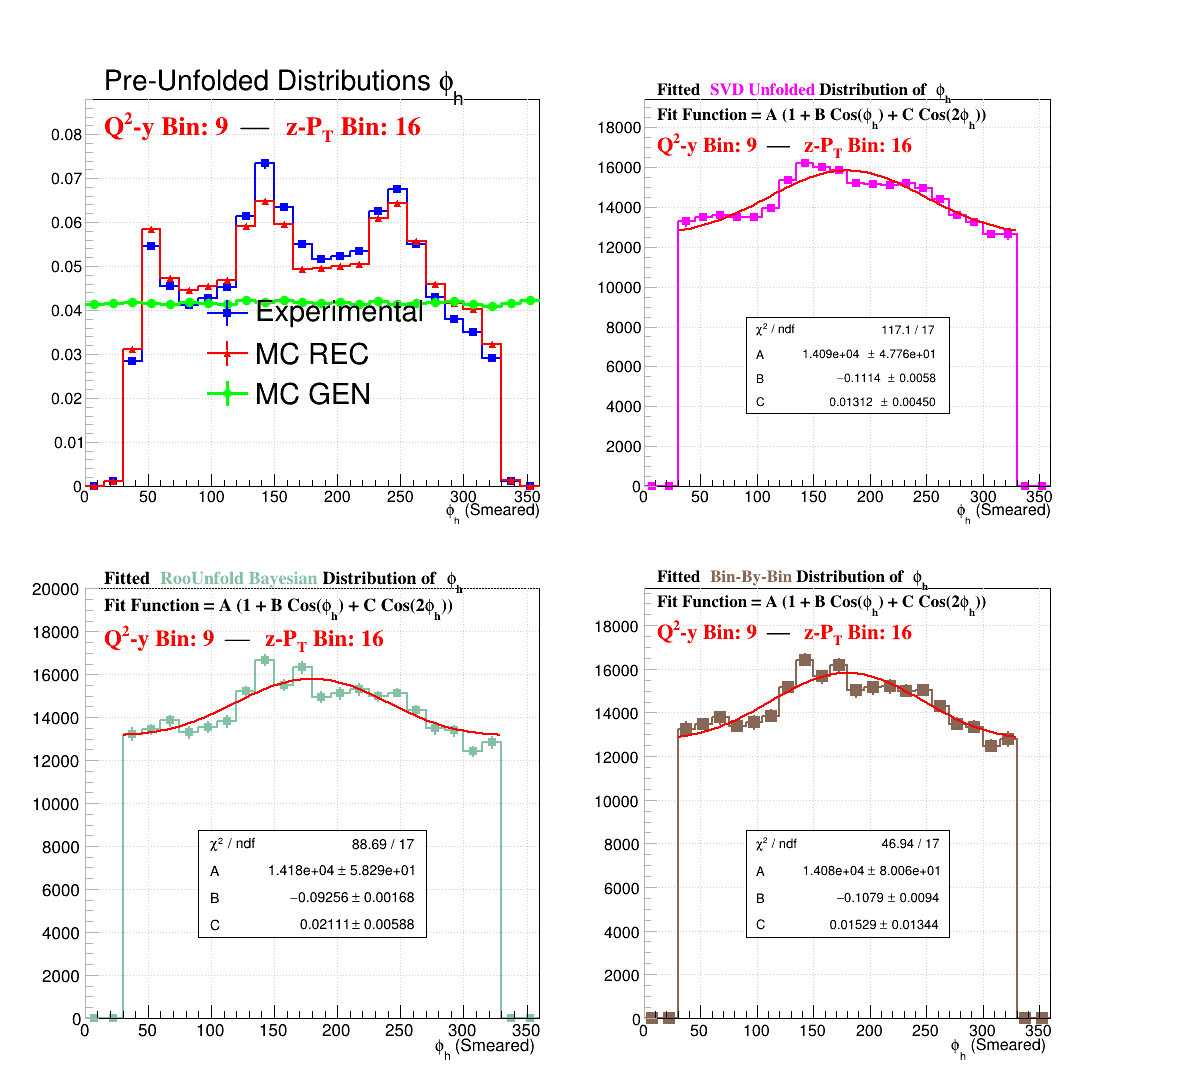 Pre-Unfolded Distributions ϕh
Q²-y Bin: 9 — z-PT Bin: 16
0.08
0.07
0.06
0.05
0.04
0.03
0.02
0.01
0
Experimental
MC REC
MC GEN
0 50 100 150 200 250 300 350
ϕh (Smeared)
Fitted SVD Unfolded Distribution of ϕh
Fit Function = A (1 + B Cos(ϕh) + C Cos(2ϕh))
Q²-y Bin: 9 — z-PT Bin: 16
18000
16000
14000
12000
10000
8000
6000
4000
2000
0
χ² / ndf 117.1 / 17
A 1.409e+04 ± 4.776e+01
B −0.1114 ± 0.0058
C 0.01312 ± 0.00450
0 50 100 150 200 250 300 350
ϕh (Smeared)
Fitted RooUnfold Bayesian Distribution of ϕh
Fit Function = A (1 + B Cos(ϕh) + C Cos(2ϕh))
Q²-y Bin: 9 — z-PT Bin: 16
20000
18000
16000
14000
12000
10000
8000
6000
4000
2000
0
χ² / ndf 88.69 / 17
A 1.418e+04 ± 5.829e+01
B −0.09256 ± 0.00168
C 0.02111 ± 0.00588
0 50 100 150 200 250 300 350
ϕh (Smeared)
Fitted Bin-By-Bin Distribution of ϕh
Fit Function = A (1 + B Cos(ϕh) + C Cos(2ϕh))
Q²-y Bin: 9 — z-PT Bin: 16
18000
16000
14000
12000
10000
8000
6000
4000
2000
0
χ² / ndf 46.94 / 17
A 1.408e+04 ± 8.006e+01
B −0.1079 ± 0.0094
C 0.01529 ± 0.01344
0 50 100 150 200 250 300 350
ϕh (Smeared)